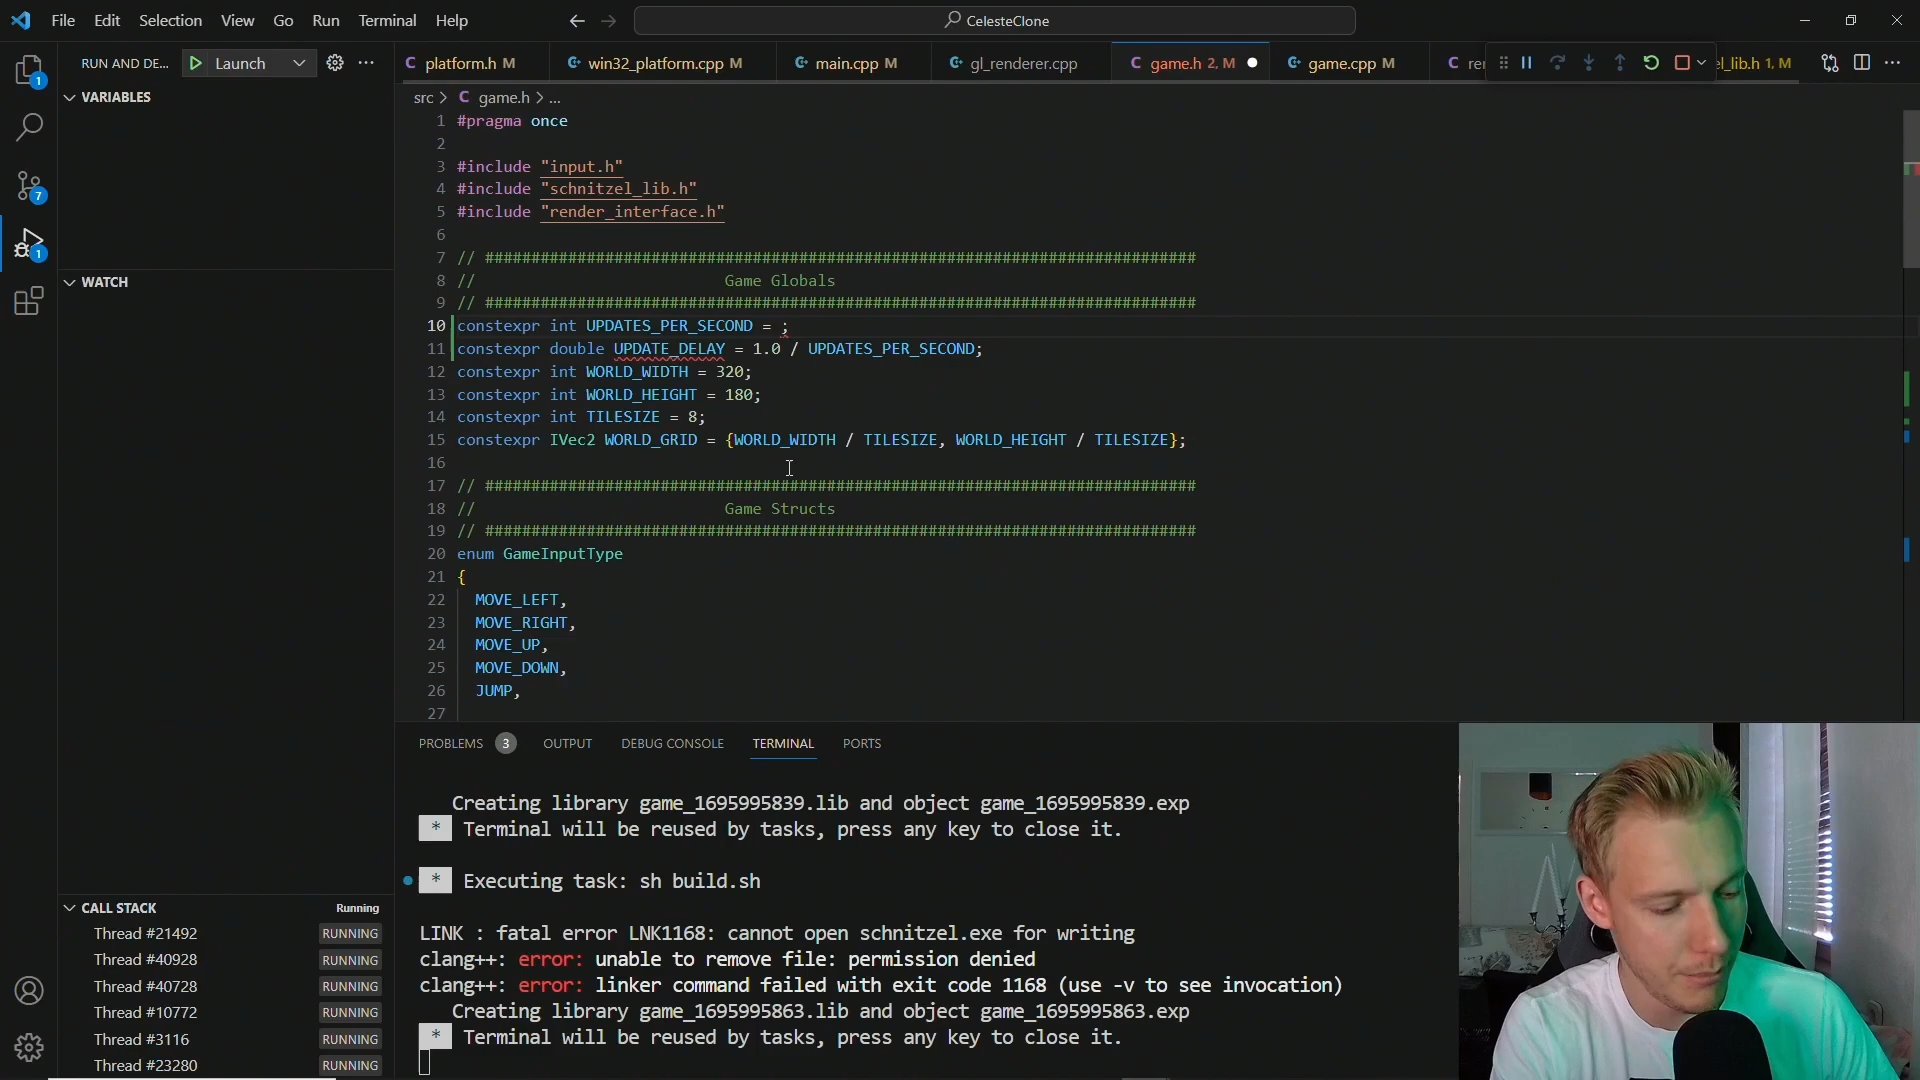 File Edit Selection View Go Run Terminal Help
CelesteClone
RUN AND DE... Launch
platform.h M
win32_platform.cpp M
main.cpp M
gl_renderer.cpp
game.h 2, M
game.cpp M
el_lib.h 1, M
VARIABLES
src > game.h > ...
1 #pragma once
2
3 #include "input.h"
4 #include "schnitzel_lib.h"
5 #include "render_interface.h"
6
7 // #############################################################################
8 // Game Globals
9 // #############################################################################
10 constexpr int UPDATES_PER_SECOND = ;
11 constexpr double UPDATE_DELAY = 1.0 / UPDATES_PER_SECOND;
12 constexpr int WORLD_WIDTH = 320;
13 constexpr int WORLD_HEIGHT = 180;
14 constexpr int TILESIZE = 8;
15 constexpr IVec2 WORLD_GRID = {WORLD_WIDTH / TILESIZE, WORLD_HEIGHT / TILESIZE};
16
17 // #############################################################################
18 // Game Structs
19 // #############################################################################
20 enum GameInputType
21 {
22 MOVE_LEFT,
23 MOVE_RIGHT,
24 MOVE_UP,
25 MOVE_DOWN,
26 JUMP,
27
WATCH
CALL STACK Running
Thread #21492 RUNNING
Thread #40928 RUNNING
Thread #40728 RUNNING
Thread #10772 RUNNING
Thread #3116 RUNNING
Thread #23280 RUNNING
PROBLEMS 3 OUTPUT DEBUG CONSOLE TERMINAL PORTS
Creating library game_1695995839.lib and object game_1695995839.exp
* Terminal will be reused by tasks, press any key to close it.
* Executing task: sh build.sh
LINK : fatal error LNK1168: cannot open schnitzel.exe for writing
clang++: error: unable to remove file: permission denied
clang++: error: linker command failed with exit code 1168 (use -v to see invocation)
Creating library game_1695995863.lib and object game_1695995863.exp
* Terminal will be reused by tasks, press any key to close it.